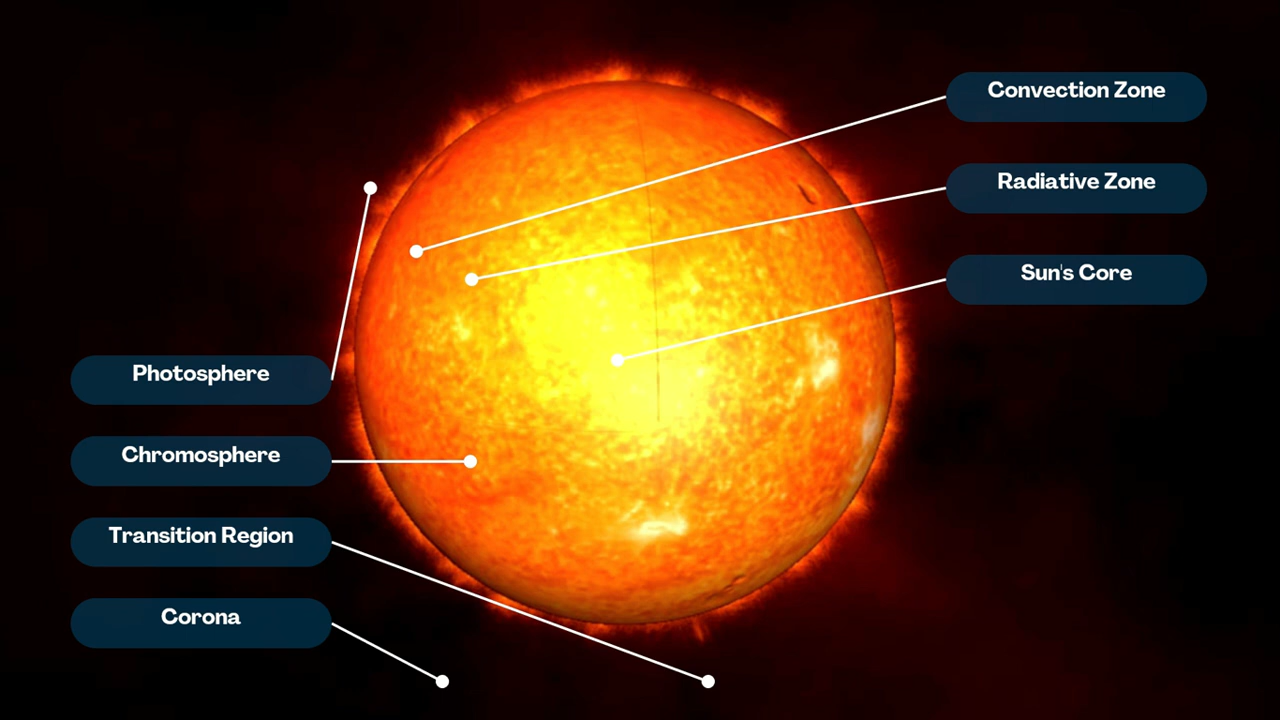 Convection Zone
Radiative Zone
Sun's Core
Photosphere
Chromosphere
Transition Region
Corona